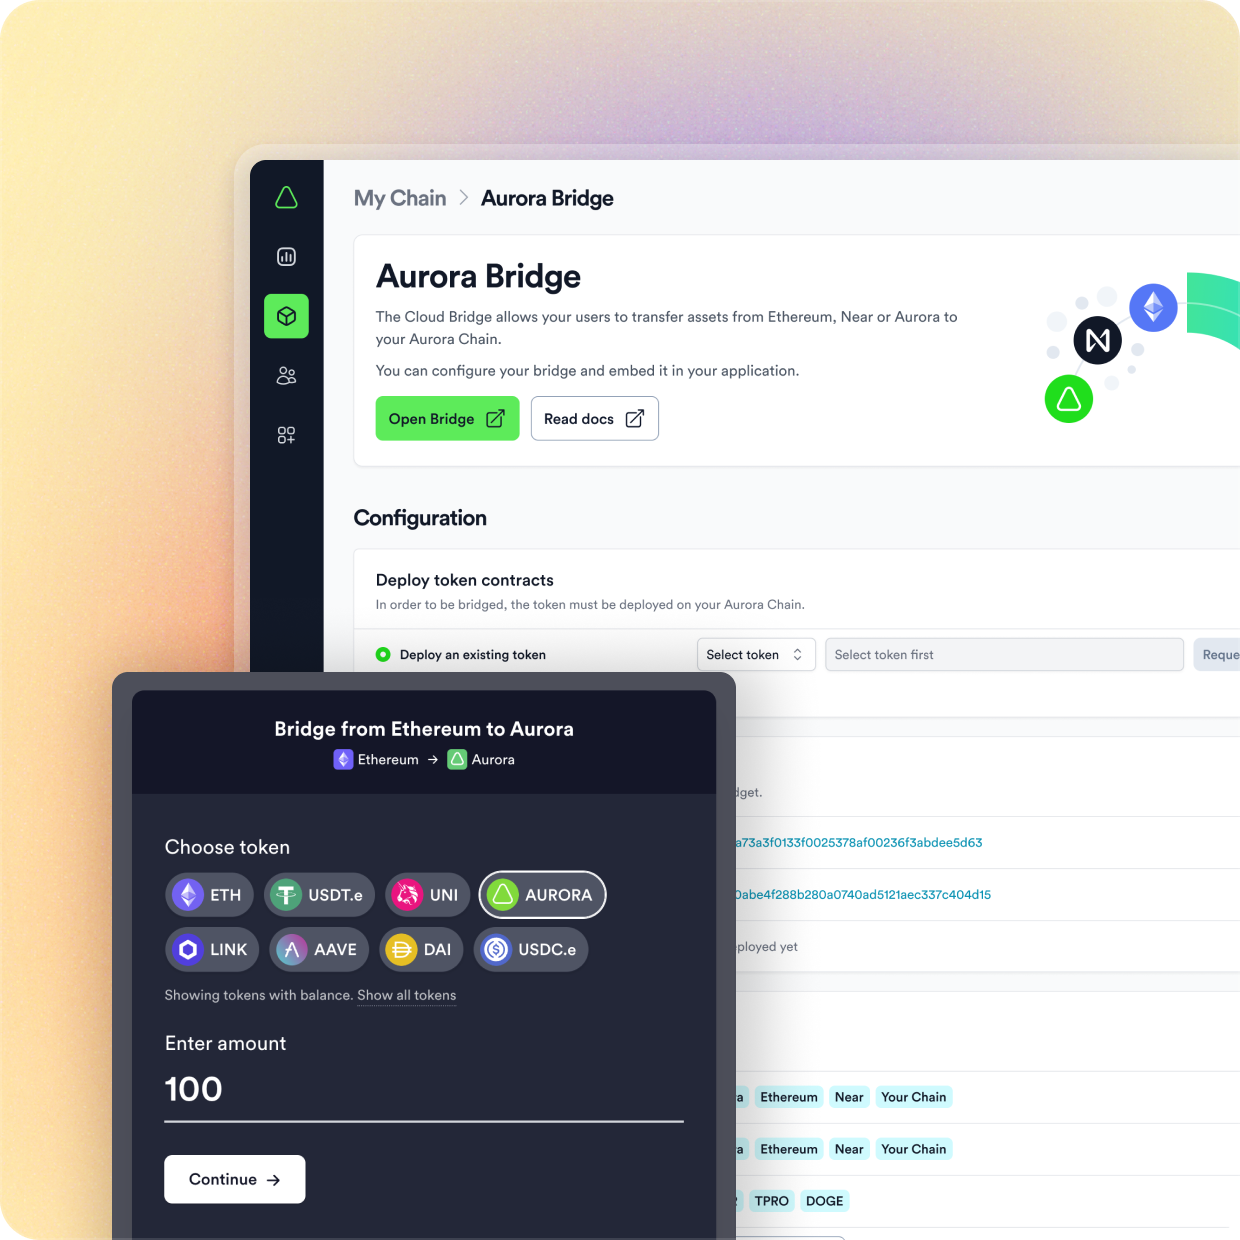 My Chain > Aurora Bridge
Aurora Bridge
The Cloud Bridge allows your users to transfer assets from Ethereum, Near or Aurora to
your Aurora Chain.
You can configure your bridge and embed it in your application.
Open Bridge
Read docs
Configuration
Deploy token contracts
In order to be bridged, the token must be deployed on your Aurora Chain.
Deploy an existing token
Select token
Select token first
Reque
Bridge from Ethereum to Aurora
Ethereum → Aurora
Choose token
ETH
USDT.e
UNI
AURORA
LINK
AAVE
DAI
USDC.e
Showing tokens with balance. Show all tokens
Enter amount
100
Continue →
dget.
a73a3f0133f0025378af00236f3abdee5d63
0abe4f288b280a0740ad5121aec337c404d15
ployed yet
a Ethereum Near Your Chain
a Ethereum Near Your Chain
TPRO DOGE